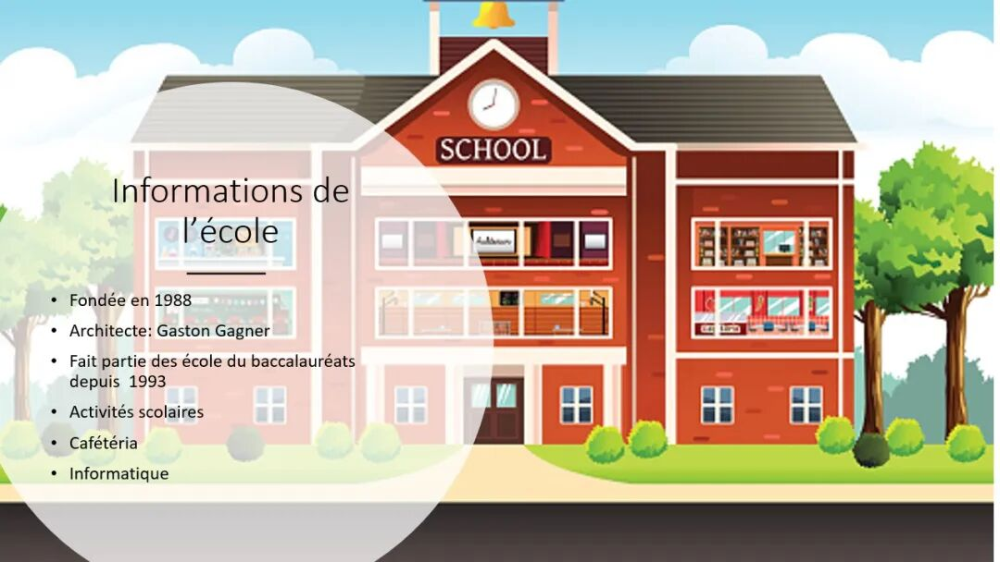 SCHOOL
Informations de
l’école
Auditorium
• Fondée en 1988
• Architecte: Gaston Gagner
• Fait partie des école du baccalauréats
depuis 1993
• Activités scolaires
• Cafétéria
• Informatique